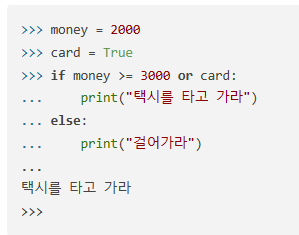 >>> money = 2000
>>> card = True
>>> if money >= 3000 or card:
...     print("택시를 타고 가라")
... else:
...     print("걸어가라")
...
택시를 타고 가라
>>>